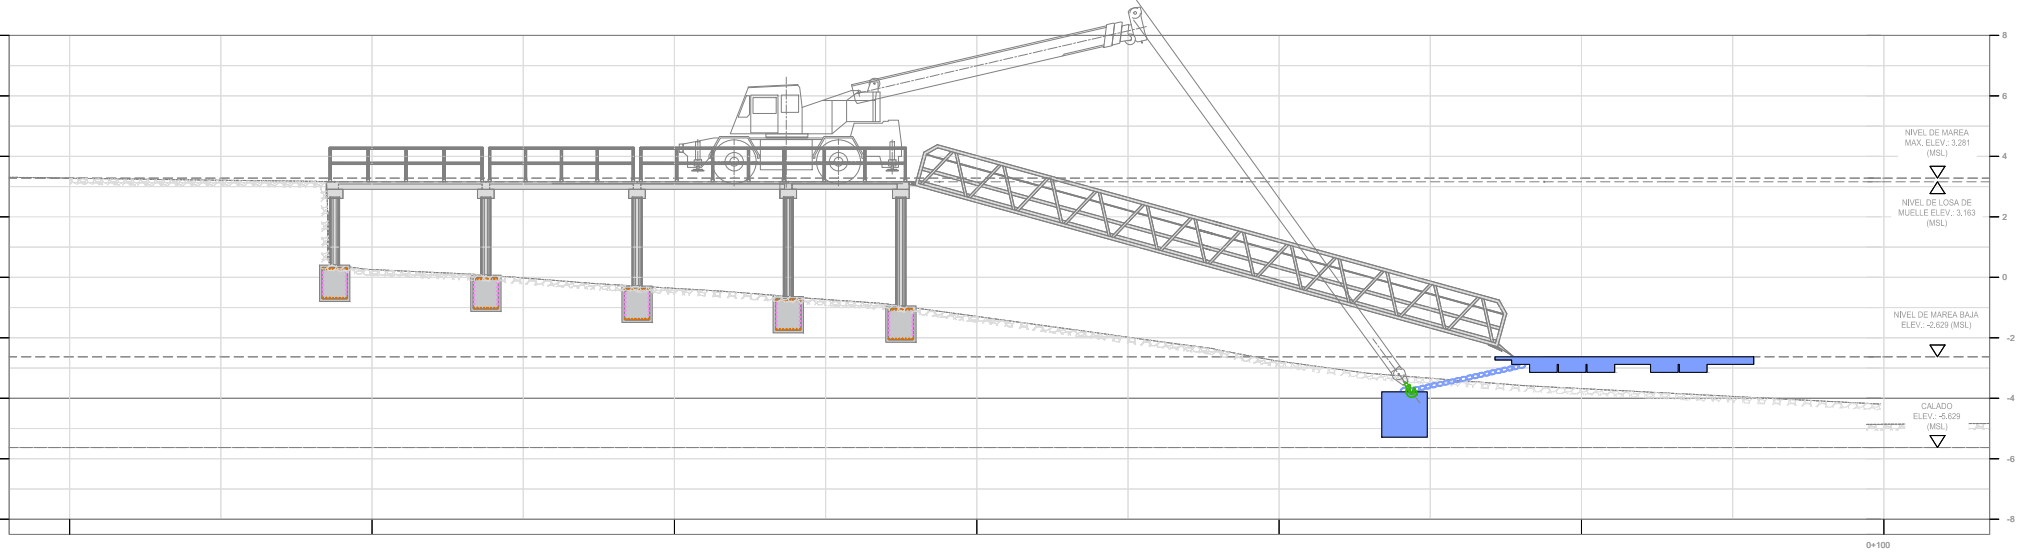 8
6
NIVEL DE MAREA
MAX. ELEV.: 3,281
(MSL)
4
NIVEL DE LOSA DE
MUELLE ELEV.: 3,163
(MSL)
2
0
NIVEL DE MAREA BAJA
ELEV.: -2,629 (MSL)
-2
-4
CALADO
ELEV.: -5,629
(MSL)
-6
-8
0+100